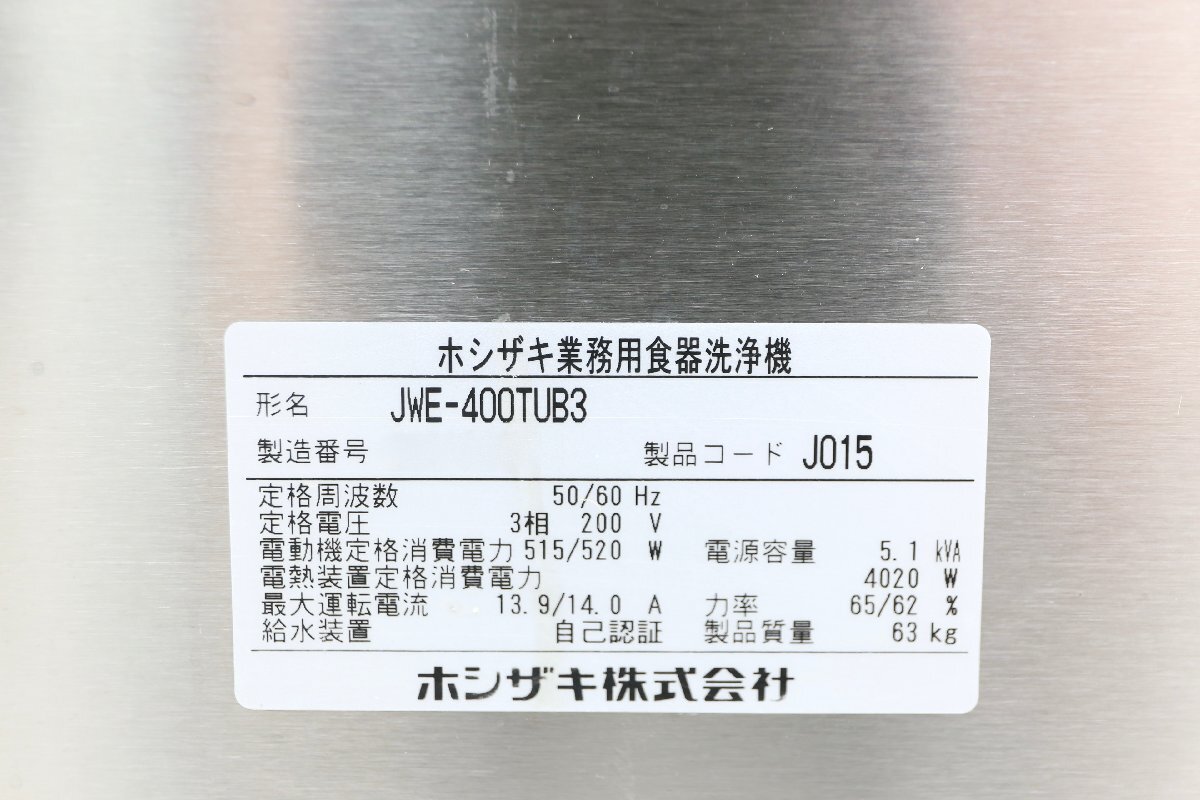 ホシザキ業務用食器洗浄機
形名 JWE-400TUB3
製造番号 製品コード J015
定格周波数 50/60 Hz
定格電圧 3相 200 V
電動機定格消費電力 515/520 W 電源容量 5.1 kVA
電熱装置定格消費電力 4020 W
最大運転電流 13.9/14.0 A 力率 65/62 %
給水装置 自己認証 製品質量 63 kg
ホシザキ株式会社